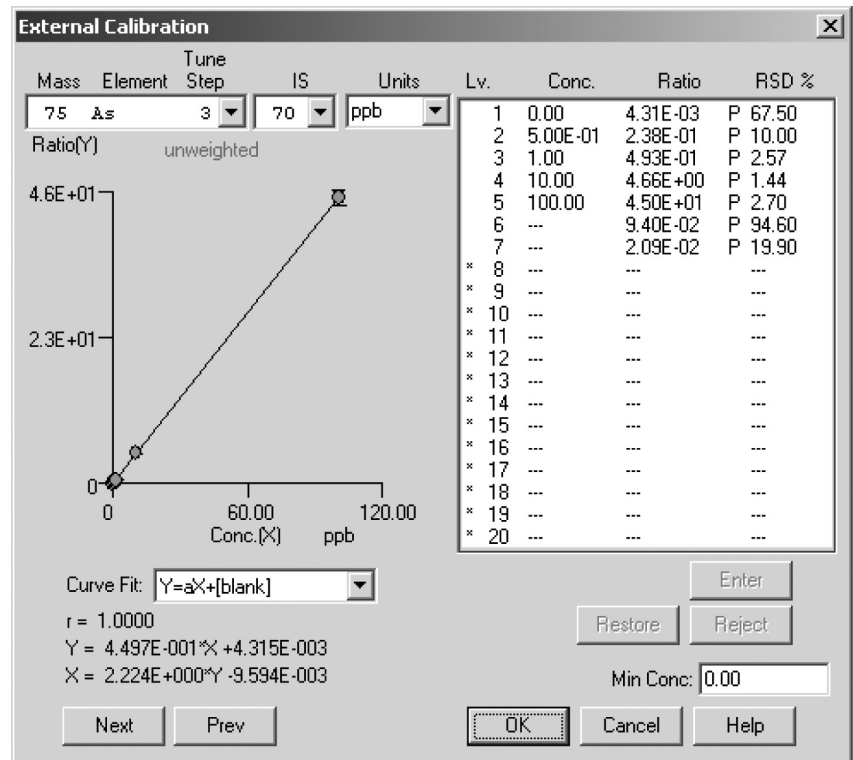 External Calibration
Mass Element Tune Step IS Units
75 As 3 70 ppb
Ratio(Y) unweighted
4.6E+01
2.3E+01
0
0 60.00 120.00
Conc.(X) ppb
Lv. Conc. Ratio RSD %
1 0.00 4.31E-03 P 67.50
2 5.00E-01 2.38E-01 P 10.00
3 1.00 4.93E-01 P 2.57
4 10.00 4.66E+00 P 1.44
5 100.00 4.50E+01 P 2.70
6 --- 9.40E-02 P 94.60
7 --- 2.09E-02 P 19.90
* 8 --- --- ---
* 9 --- --- ---
* 10 --- --- ---
* 11 --- --- ---
* 12 --- --- ---
* 13 --- --- ---
* 14 --- --- ---
* 15 --- --- ---
* 16 --- --- ---
* 17 --- --- ---
* 18 --- --- ---
* 19 --- --- ---
* 20 --- --- ---
Curve Fit: Y=aX+[blank]
r = 1.0000
Y = 4.497E-001*X +4.315E-003
X = 2.224E+000*Y -9.594E-003
Enter
Restore Reject
Min Conc: 0.00
Next Prev OK Cancel Help